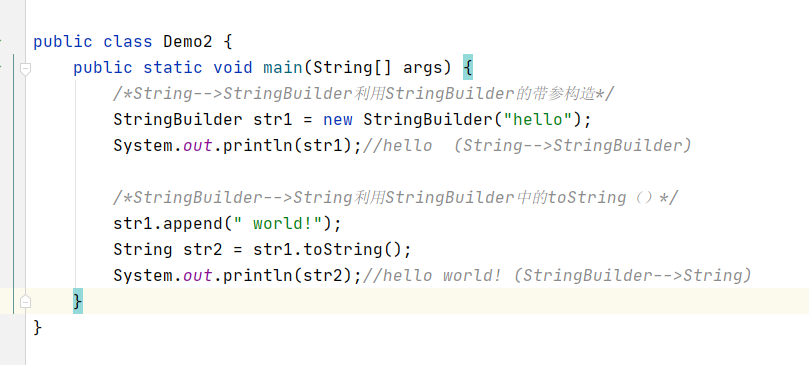 public class Demo2 {
public static void main(String[] args) {
/*String-->StringBuilder利用StringBuilder的带参构造*/
StringBuilder str1 = new StringBuilder("hello");
System.out.println(str1);//hello  (String-->StringBuilder)
/*StringBuilder-->String利用StringBuilder中的toString（）*/
str1.append(" world!");
String str2 = str1.toString();
System.out.println(str2);//hello world! (StringBuilder-->String)
}
}